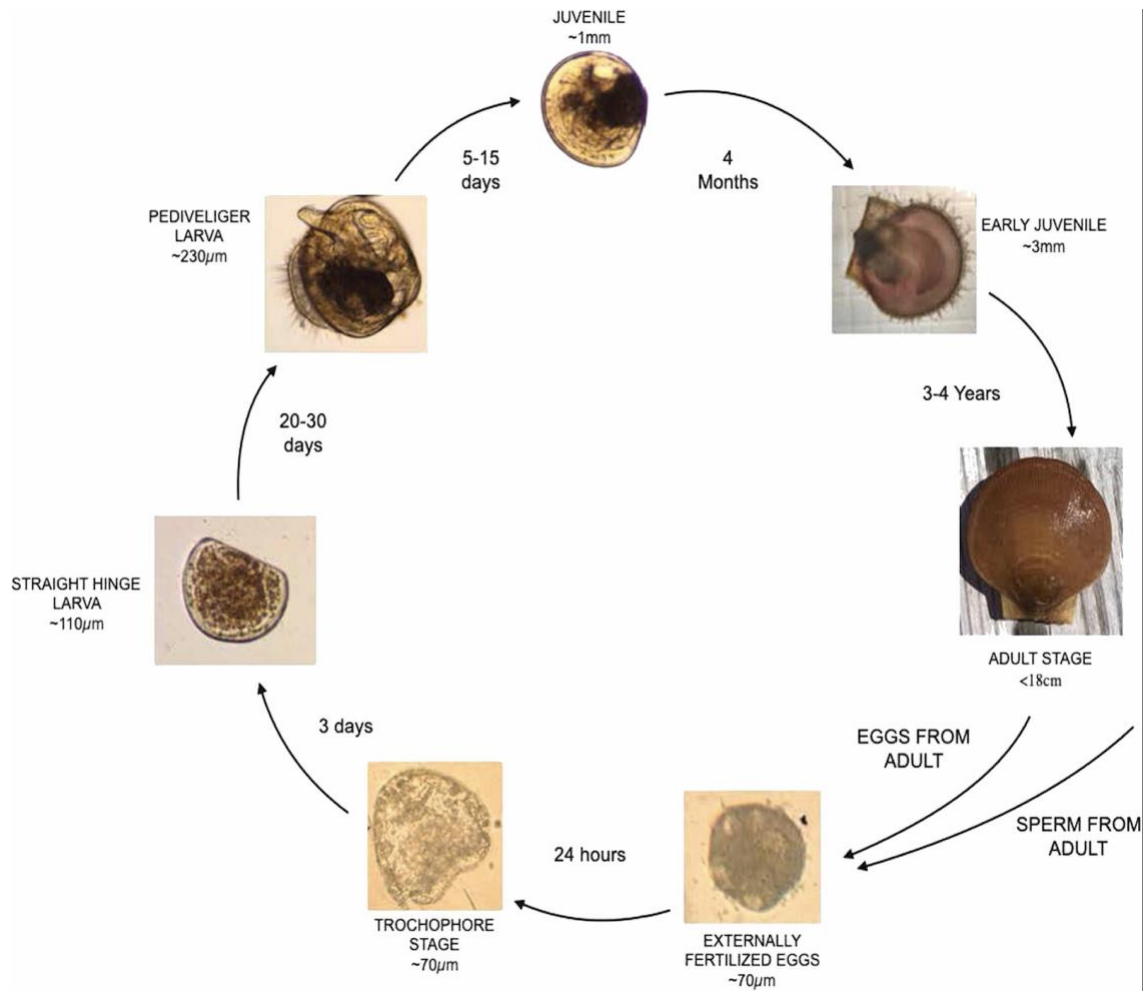 JUVENILE
~1mm
5-15
days
4
Months
PEDIVELIGER
LARVA
~230µm
EARLY JUVENILE
~3mm
20-30
days
3-4 Years
STRAIGHT HINGE
LARVA
~110µm
ADULT STAGE
<18cm
3 days
EGGS FROM
ADULT
SPERM FROM
ADULT
24 hours
TROCHOPHORE
STAGE
~70µm
EXTERNALLY
FERTILIZED EGGS
~70µm